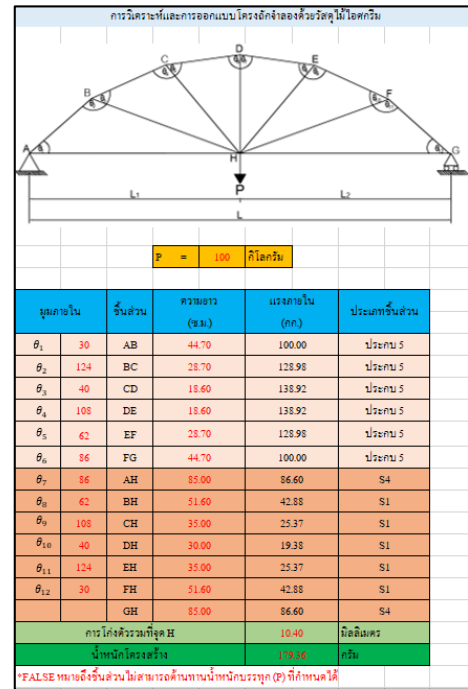 การวิเคราะห์และการออกแบบโครงถักจำลองด้วยวัสดุไม้ไอศกรีม
D
C
E
B
F
A
H
G
P
L₁
L₂
L
P = 100 กิโลกรัม
มุมภายใน ชิ้นส่วน ความยาว (ซ.ม.) แรงภายใน (กก.) ประเภทชิ้นส่วน
θ₁ 30 AB 44.70 100.00 ประกบ 5
θ₂ 124 BC 28.70 128.98 ประกบ 5
θ₃ 40 CD 18.60 138.92 ประกบ 5
θ₄ 108 DE 18.60 138.92 ประกบ 5
θ₅ 62 EF 28.70 128.98 ประกบ 5
θ₆ 86 FG 44.70 100.00 ประกบ 5
θ₇ 86 AH 85.00 86.60 S4
θ₈ 62 BH 51.60 42.88 S1
θ₉ 108 CH 35.00 25.37 S1
θ₁₀ 40 DH 30.00 19.38 S1
θ₁₁ 124 EH 35.00 25.37 S1
θ₁₂ 30 FH 51.60 42.88 S1
GH 85.00 86.60 S4
การโก่งตัวรวมที่จุด H 10.40 มิลลิเมตร
น้ำหนักโครงสร้าง 179.36 กรัม
*FALSE หมายถึงชิ้นส่วนไม่สามารถต้านทานน้ำหนักบรรทุก (P) ที่กำหนดได้